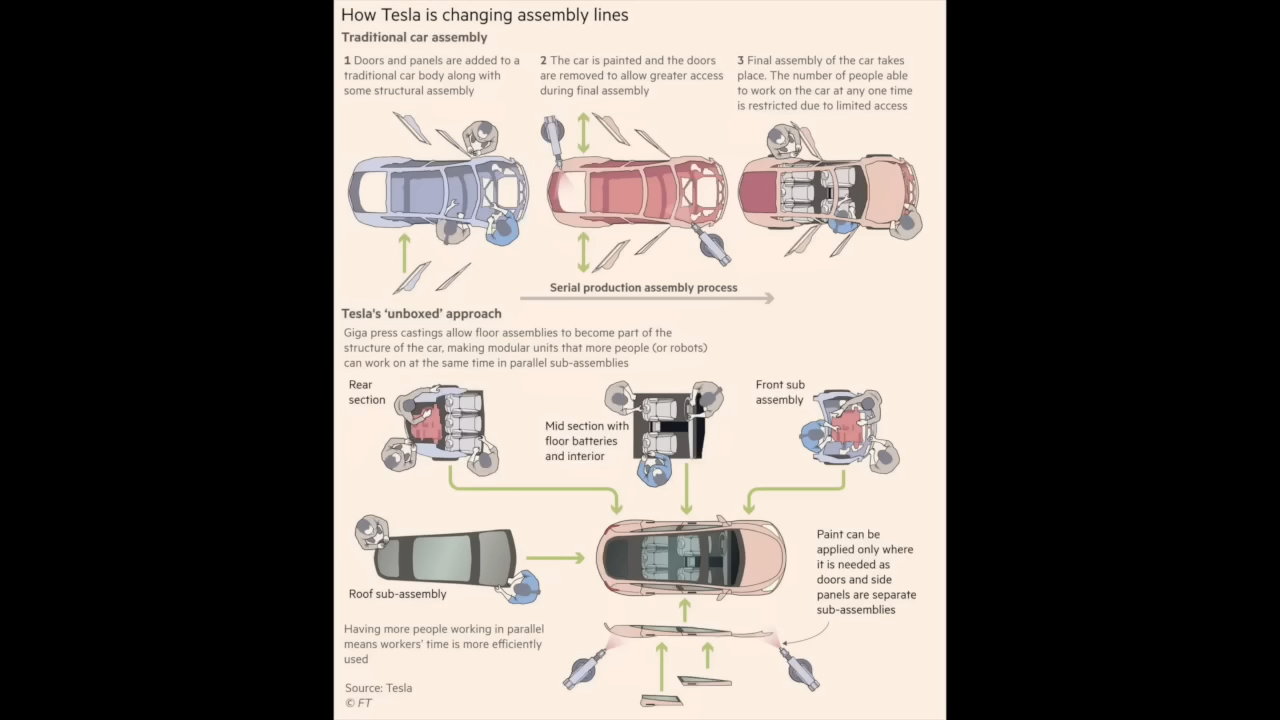 How Tesla is changing assembly lines
Traditional car assembly
1 Doors and panels are added to a
traditional car body along with
some structural assembly
2 The car is painted and the doors
are removed to allow greater access
during final assembly
3 Final assembly of the car takes
place. The number of people able
to work on the car at any one time
is restricted due to limited access
Serial production assembly process
Tesla's ‘unboxed’ approach
Giga press castings allow floor assemblies to become part of the
structure of the car, making modular units that more people (or robots)
can work on at the same time in parallel sub-assemblies
Rear
section
Mid section with
floor batteries
and interior
Front sub
assembly
Roof sub-assembly
Paint can be
applied only where
it is needed as
doors and side
panels are separate
sub-assemblies
Having more people working in parallel
means workers’ time is more efficiently
used
Source: Tesla
© FT